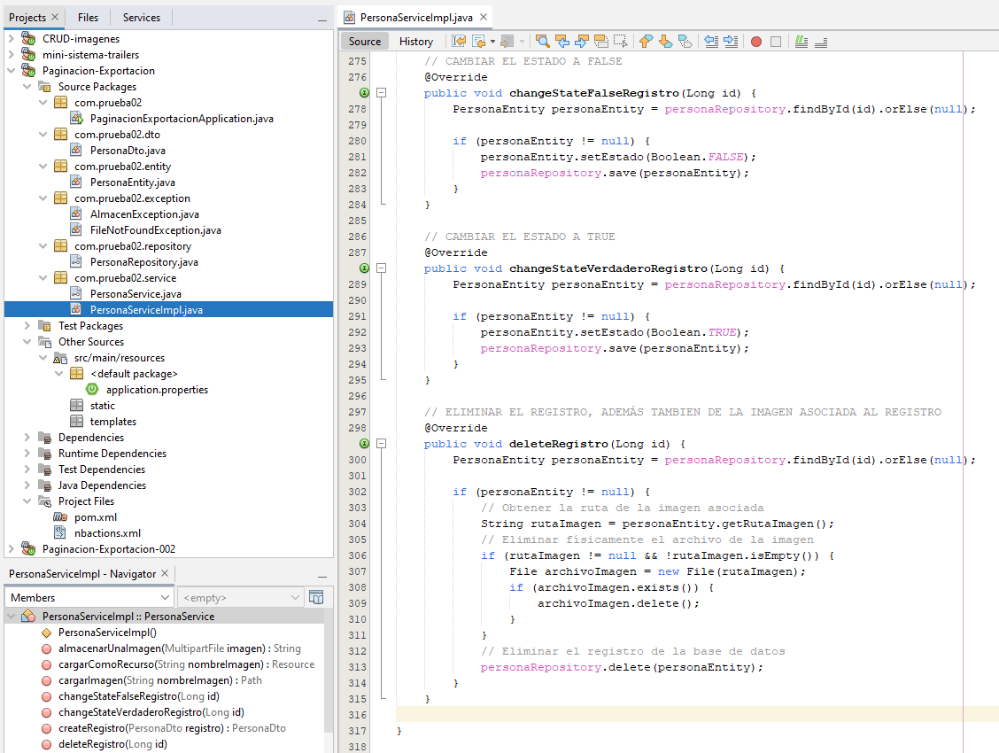 Projects
Files
Services
CRUD-imagenes
mini-sistema-trailers
Paginacion-Exportacion
Source Packages
com.prueba02
PaginacionExportacionApplication.java
com.prueba02.dto
PersonaDto.java
com.prueba02.entity
PersonaEntity.java
com.prueba02.exception
AlmacenException.java
FileNotFoundException.java
com.prueba02.repository
PersonaRepository.java
com.prueba02.service
PersonaService.java
PersonaServiceImpl.java
Test Packages
Other Sources
src/main/resources
<default package>
application.properties
static
templates
Dependencies
Runtime Dependencies
Test Dependencies
Java Dependencies
Project Files
pom.xml
nbactions.xml
Paginacion-Exportacion-002
PersonaServiceImpl - Navigator
Members
<empty>
PersonaServiceImpl :: PersonaService
PersonaServiceImpl()
almacenarUnaImagen(MultipartFile imagen) : String
cargarComoRecurso(String nombreImagen) : Resource
cargarImagen(String nombreImagen) : Path
changeStateFalseRegistro(Long id)
changeStateVerdaderoRegistro(Long id)
createRegistro(PersonaDto registro) : PersonaDto
deleteRegistro(Long id)
PersonaServiceImpl.java
Source
History
275 // CAMBIAR EL ESTADO A FALSE
276 @Override
public void changeStateFalseRegistro(Long id) {
278 PersonaEntity personaEntity = personaRepository.findById(id).orElse(null);
279
280 if (personaEntity != null) {
281 personaEntity.setEstado(Boolean.FALSE);
282 personaRepository.save(personaEntity);
283 }
284 }
285
286 // CAMBIAR EL ESTADO A TRUE
287 @Override
public void changeStateVerdaderoRegistro(Long id) {
289 PersonaEntity personaEntity = personaRepository.findById(id).orElse(null);
290
291 if (personaEntity != null) {
292 personaEntity.setEstado(Boolean.TRUE);
293 personaRepository.save(personaEntity);
294 }
295 }
296
297 // ELIMINAR EL REGISTRO, ADEMÁS TAMBIEN DE LA IMAGEN ASOCIADA AL REGISTRO
298 @Override
public void deleteRegistro(Long id) {
300 PersonaEntity personaEntity = personaRepository.findById(id).orElse(null);
301
302 if (personaEntity != null) {
303 // Obtener la ruta de la imagen asociada
304 String rutaImagen = personaEntity.getRutaImagen();
305 // Eliminar físicamente el archivo de la imagen
306 if (rutaImagen != null && !rutaImagen.isEmpty()) {
307 File archivoImagen = new File(rutaImagen);
308 if (archivoImagen.exists()) {
309 archivoImagen.delete();
310 }
311 }
312 // Eliminar el registro de la base de datos
313 personaRepository.delete(personaEntity);
314 }
315 }
316
317 }
318